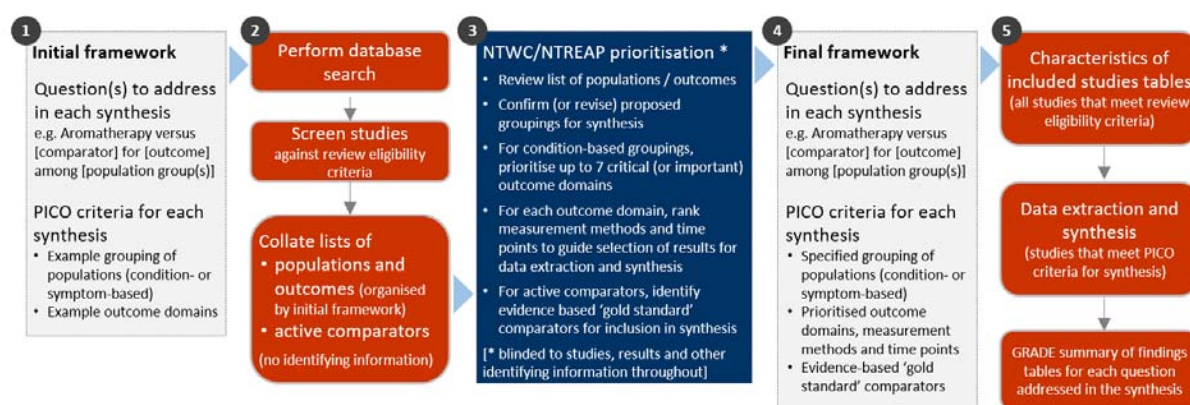 1
Initial framework
Question(s) to address
in each synthesis
e.g. Aromatherapy versus
[comparator] for [outcome]
among [population group(s)]
PICO criteria for each
synthesis
• Example grouping of
populations (condition- or
symptom-based)
• Example outcome domains
2
Perform database
search
Screen studies
against review eligibility
criteria
Collate lists of
• populations and
outcomes (organised
by initial framework)
• active comparators
(no identifying information)
3
NTWC/NTREAP prioritisation *
• Review list of populations / outcomes
• Confirm (or revise) proposed
groupings for synthesis
• For condition-based groupings,
prioritise up to 7 critical (or important)
outcome domains
• For each outcome domain, rank
measurement methods and time
points to guide selection of results for
data extraction and synthesis
• For active comparators, identify
evidence based ‘gold standard’
comparators for inclusion in synthesis
[* blinded to studies, results and other
identifying information throughout]
4
Final framework
Question(s) to address
in each synthesis
e.g. Aromatherapy versus
[comparator] for [outcome]
among [population group(s)]
PICO criteria for each
synthesis
• Specified grouping of
populations (condition- or
symptom-based)
• Prioritised outcome
domains, measurement
methods and time points
• Evidence-based ‘gold
standard’ comparators
5
Characteristics of
included studies tables
(all studies that meet review
eligibility criteria)
Data extraction and
synthesis
(studies that meet PICO
criteria for synthesis)
GRADE summary of findings
tables for each question
addressed in the synthesis